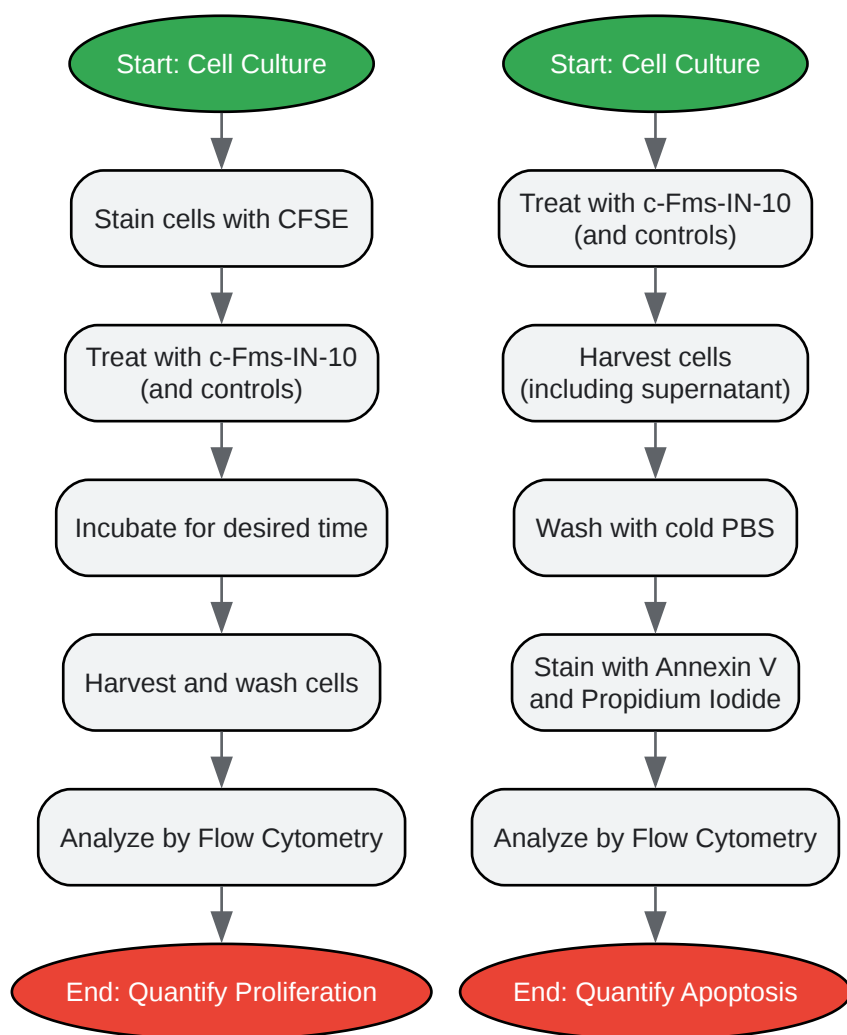 Start: Cell Culture
Stain cells with CFSE
Treat with c-Fms-IN-10
(and controls)
Incubate for desired time
Harvest and wash cells
Analyze by Flow Cytometry
End: Quantify Proliferation
Start: Cell Culture
Treat with c-Fms-IN-10
(and controls)
Harvest cells
(including supernatant)
Wash with cold PBS
Stain with Annexin V
and Propidium Iodide
Analyze by Flow Cytometry
End: Quantify Apoptosis